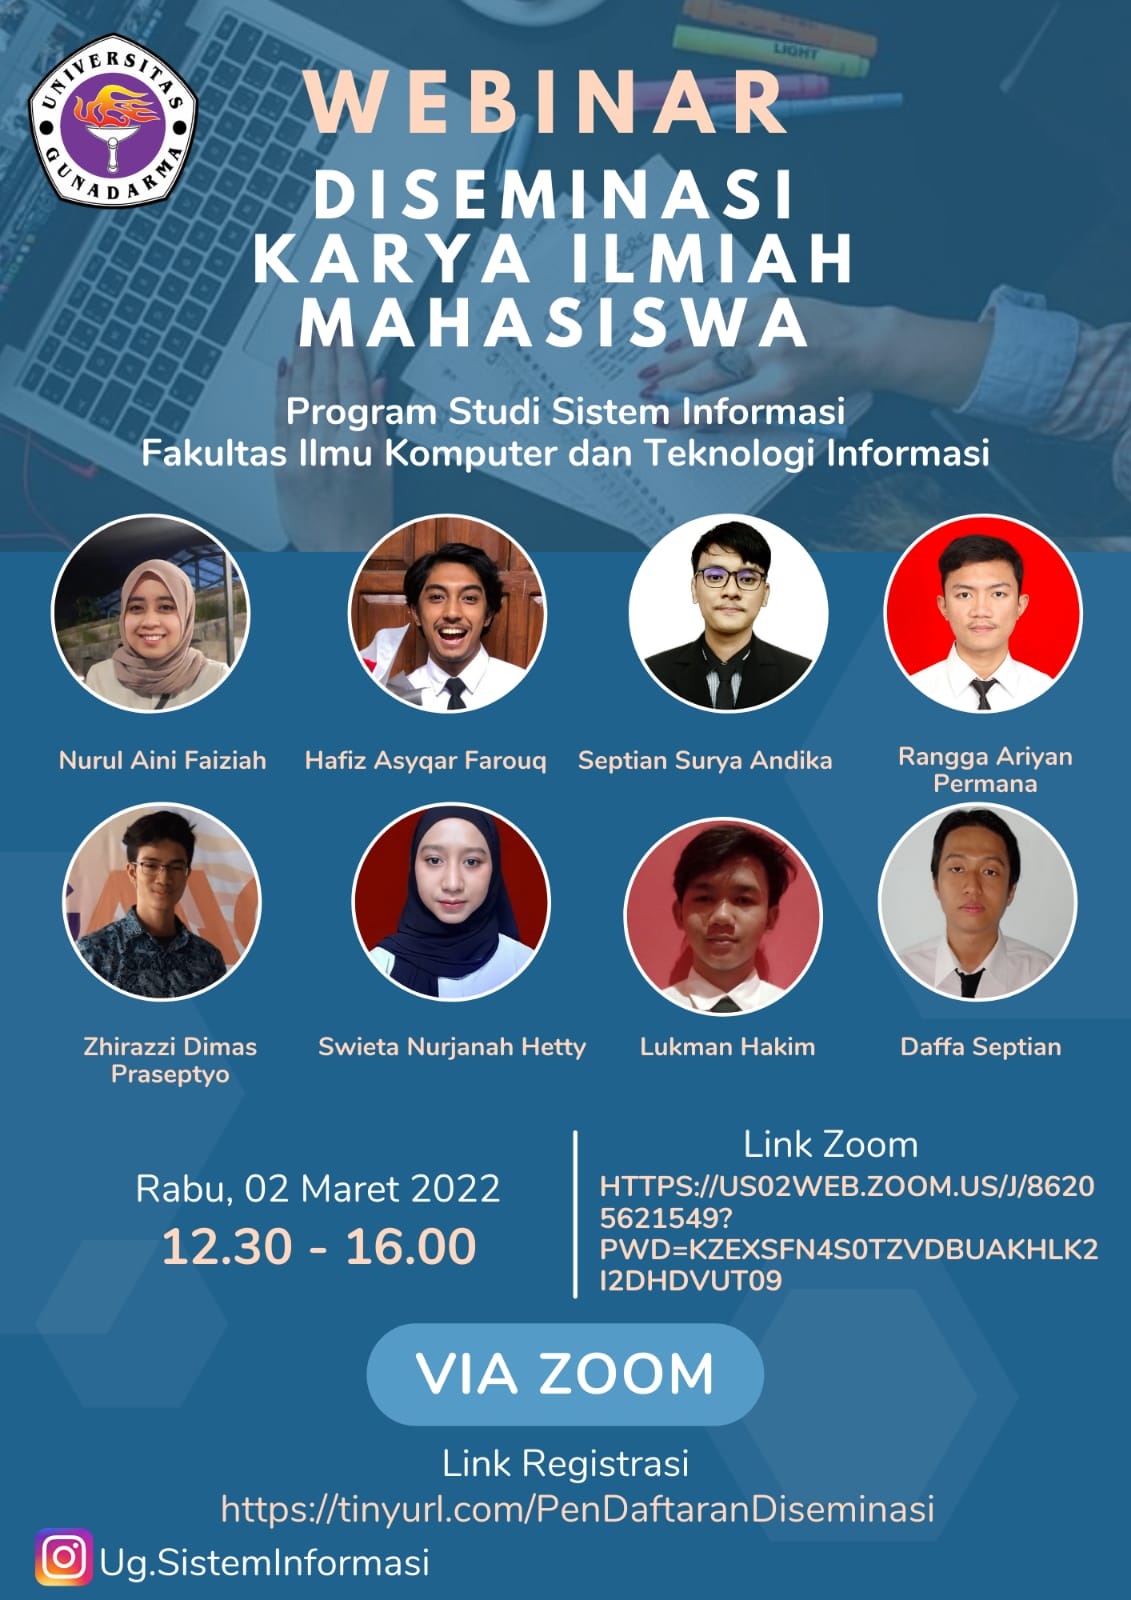 UNIVERSITAS
GUNADARMA
LIGHT
WEBINAR
DISEMINASI
KARYA ILMIAH
MAHASISWA
Program Studi Sistem Informasi
Fakultas Ilmu Komputer dan Teknologi Informasi
Nurul Aini Faiziah
Hafiz Asyqar Farouq
Septian Surya Andika
Rangga Ariyan
Permana
Zhirazzi Dimas
Praseptyo
Swieta Nurjanah Hetty
Lukman Hakim
Daffa Septian
Rabu, 02 Maret 2022
12.30 - 16.00
Link Zoom
HTTPS://US02WEB.ZOOM.US/J/8620
5621549?
PWD=KZEXSFN4S0TZVDBUAKHLK2
I2DHDVUT09
VIA ZOOM
Link Registrasi
https://tinyurl.com/PenDaftaranDiseminasi
Ug.SistemInformasi